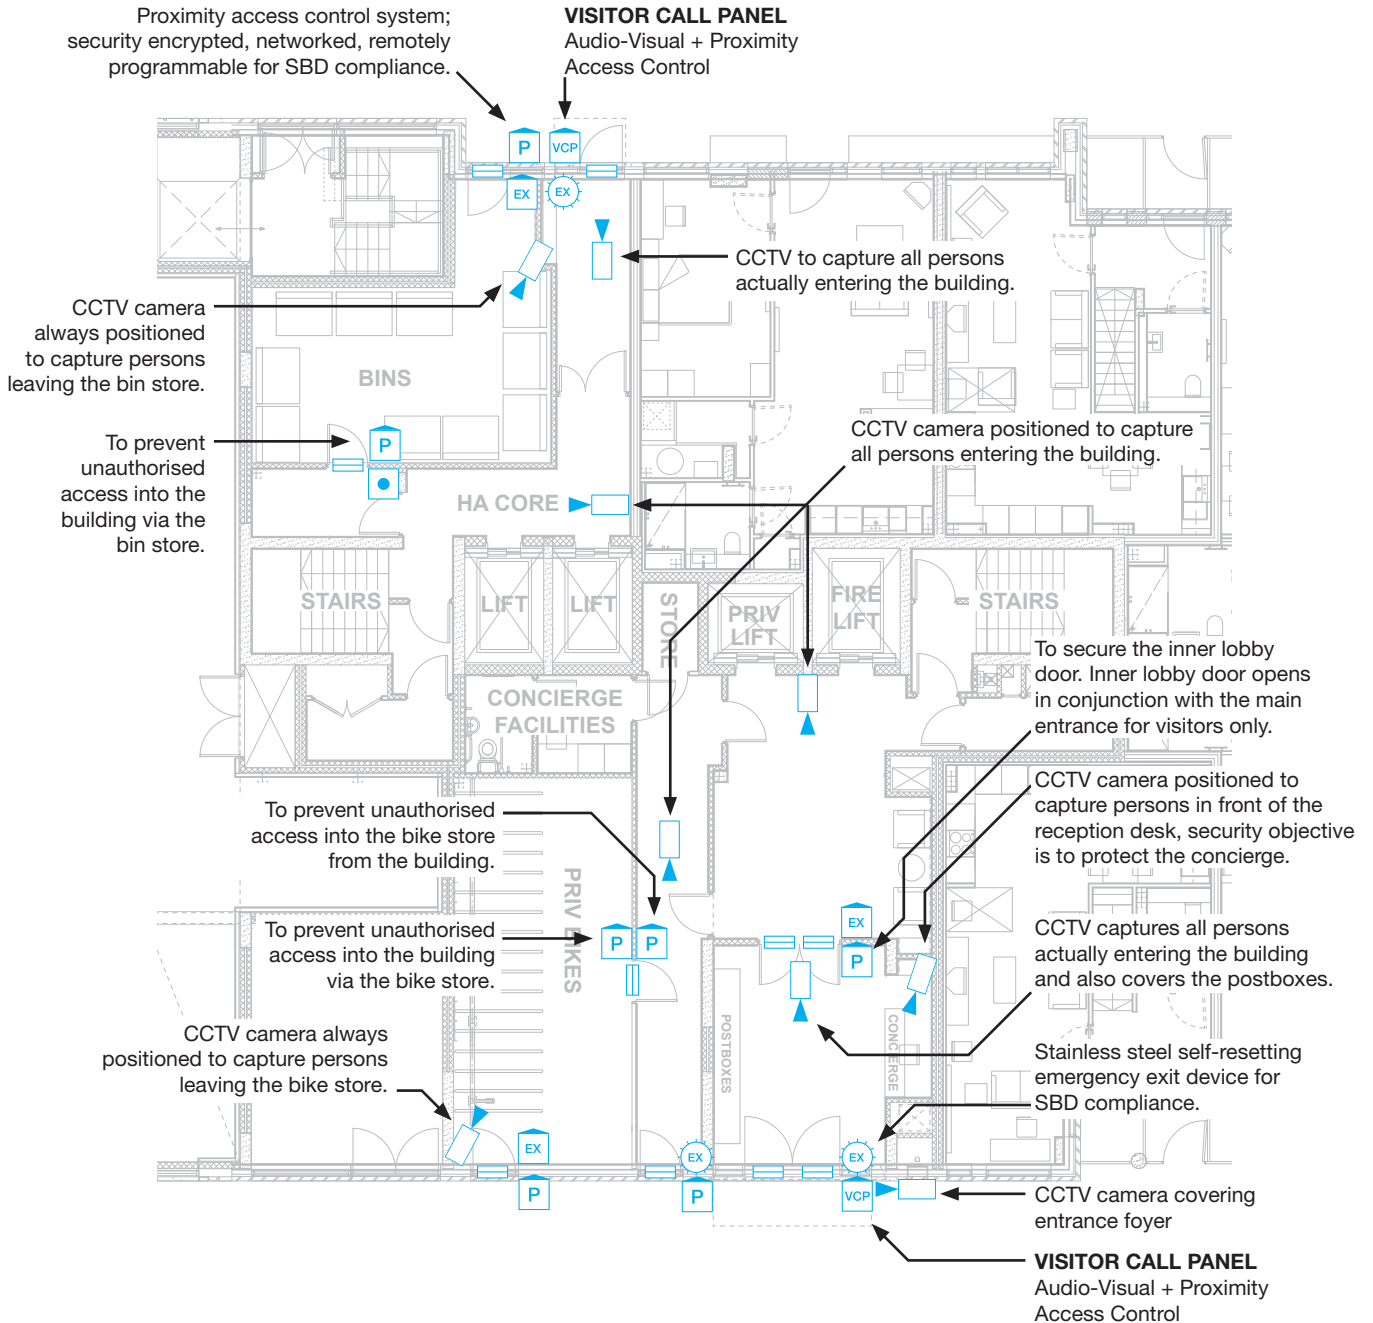 Proximity access control system;
security encrypted, networked, remotely
programmable for SBD compliance.
VISITOR CALL PANEL
Audio-Visual + Proximity
Access Control
P
VCP
EX
EX
CCTV to capture all persons
actually entering the building.
CCTV camera
always positioned
to capture persons
leaving the bin store.
BINS
To prevent
unauthorised
access into the
building via the
bin store.
P
CCTV camera positioned to capture
all persons entering the building.
HA CORE
STAIRS
LIFT
LIFT
STORE
PRIV
LIFT
FIRE
LIFT
STAIRS
To secure the inner lobby
door. Inner lobby door opens
in conjunction with the main
entrance for visitors only.
CONCIERGE
FACILITIES
CCTV camera positioned to
capture persons in front of the
reception desk, security objective
is to protect the concierge.
To prevent unauthorised
access into the bike store
from the building.
PRIV BIKES
To prevent unauthorised
access into the building
via the bike store.
P
P
EX
P
CCTV captures all persons
actually entering the building
and also covers the postboxes.
POSTBOXES
CONCIERGE
CCTV camera always
positioned to capture persons
leaving the bike store.
Stainless steel self-resetting
emergency exit device for
SBD compliance.
EX
EX
EX
P
P
VCP
CCTV camera covering
entrance foyer
VISITOR CALL PANEL
Audio-Visual + Proximity
Access Control